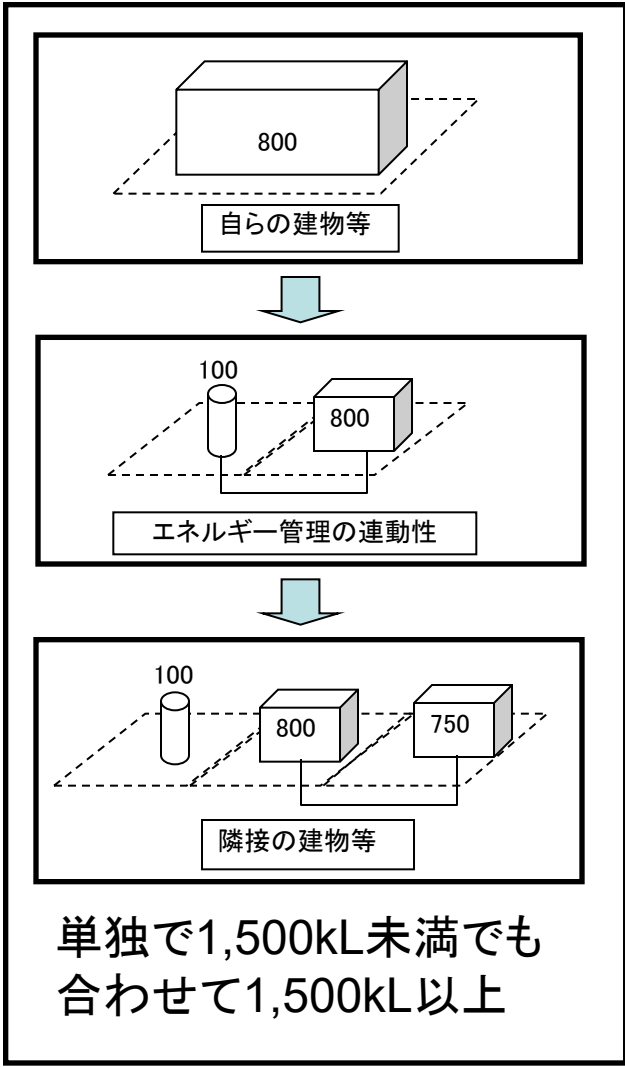 800
自らの建物等
100
800
エネルギー管理の連動性
100
800
750
隣接の建物等
単独で1,500kL未満でも
合わせて1,500kL以上